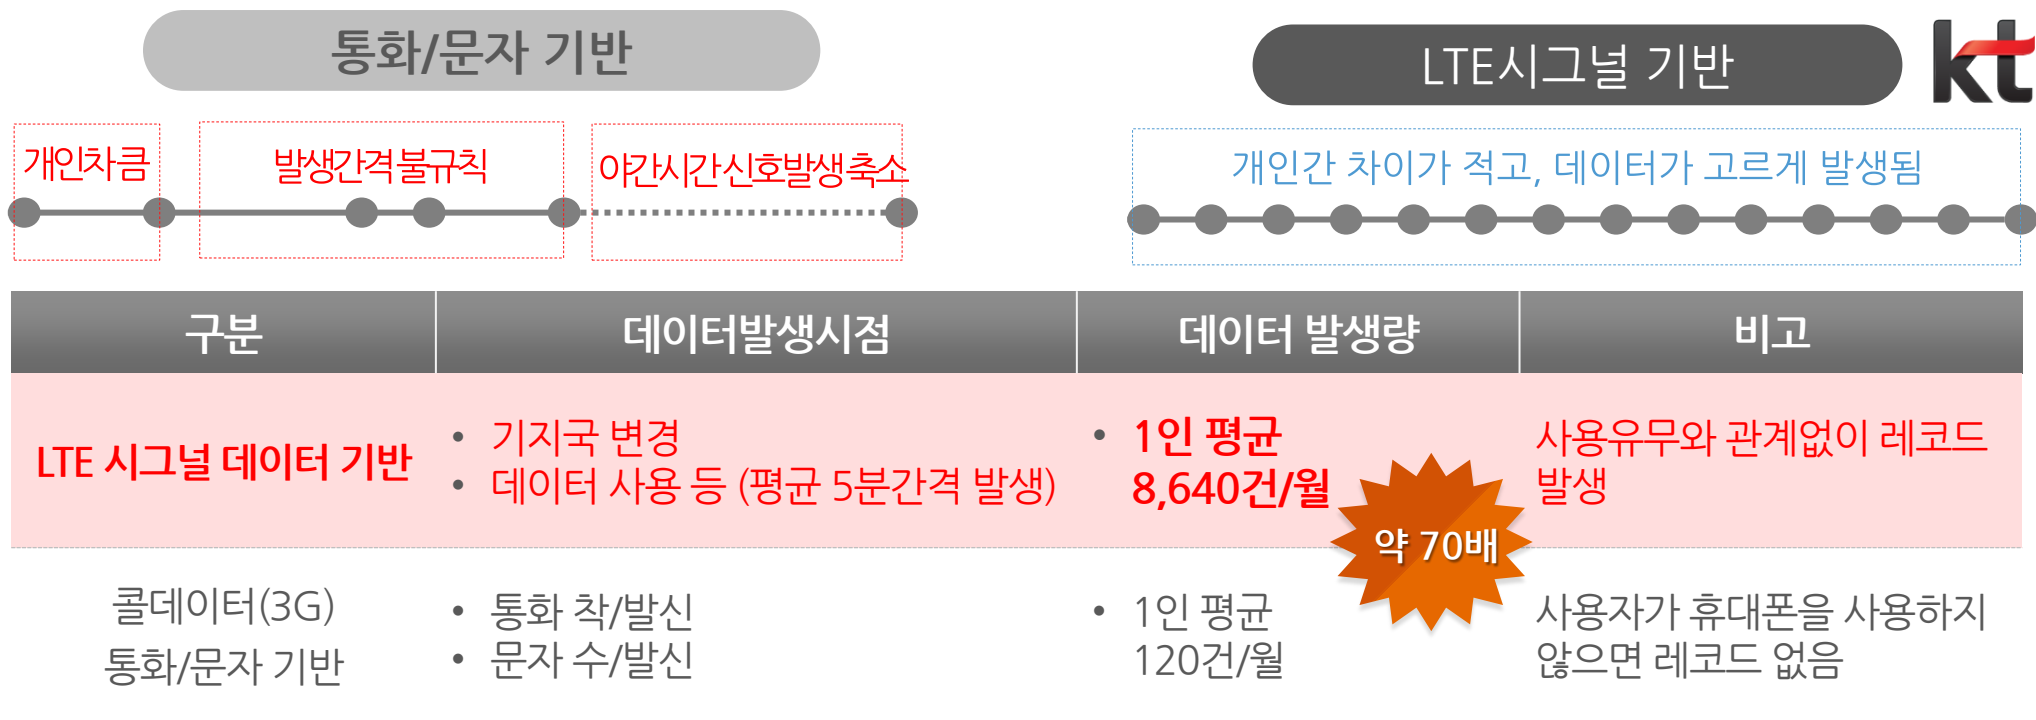 통화/문자 기반
LTE시그널 기반
kt
개인차 큼
발생간격 불규칙
야간시간 신호발생 축소
개인간 차이가 적고, 데이터가 고르게 발생됨
구분
데이터발생시점
데이터 발생량
비고
LTE 시그널 데이터 기반
• 기지국 변경
• 데이터 사용 등 (평균 5분간격 발생)
• 1인 평균
8,640건/월
사용유무와 관계없이 레코드
발생
약 70배
콜데이터(3G)
통화/문자 기반
• 통화 착/발신
• 문자 수/발신
• 1인 평균
120건/월
사용자가 휴대폰을 사용하지
않으면 레코드 없음